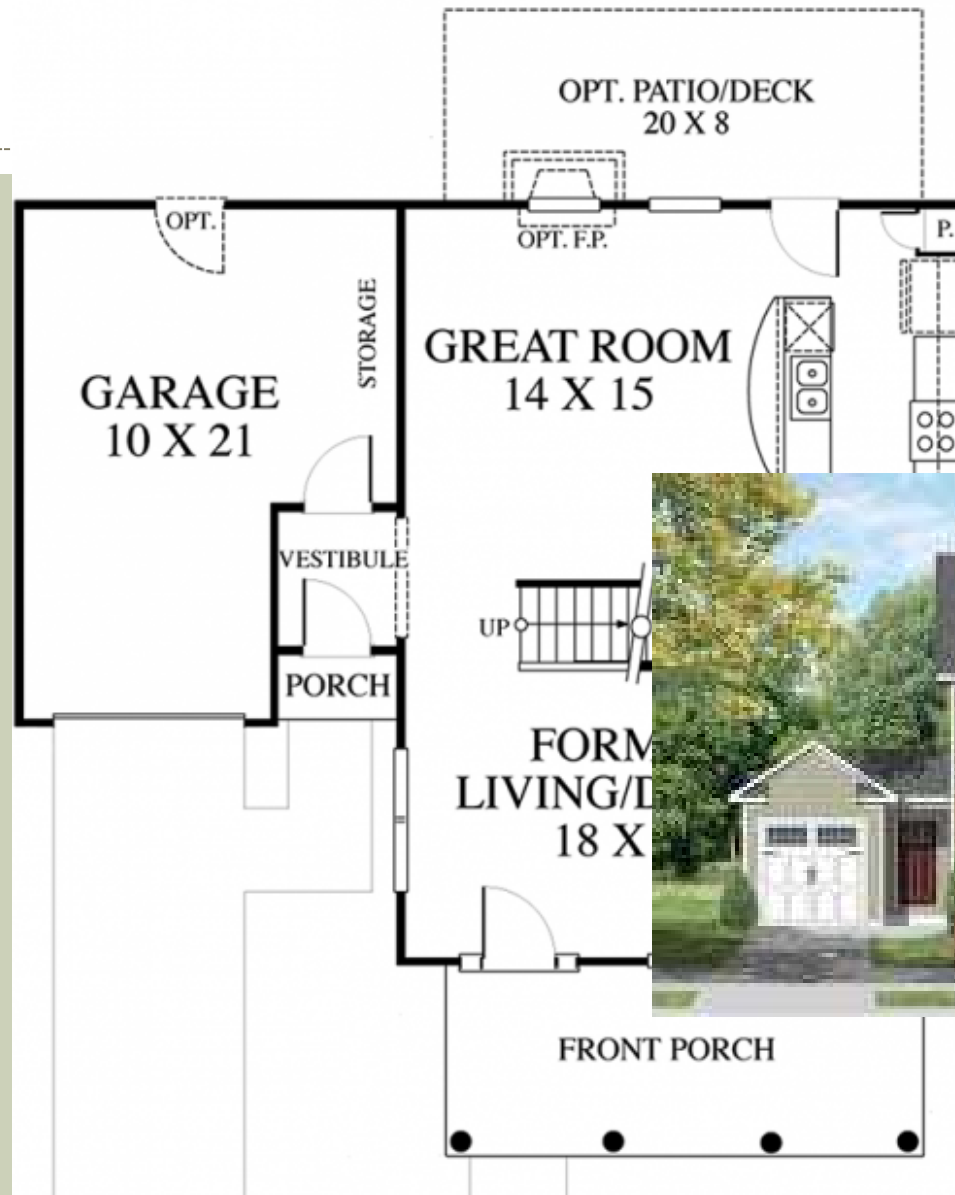 OPT. PATIO/DECK
20 X 8
OPT.
OPT. F.P.
P.
STORAGE
GREAT ROOM
14 X 15
GARAGE
10 X 21
VESTIBULE
UP
PORCH
FORM
LIVING/D
18 X
FRONT PORCH